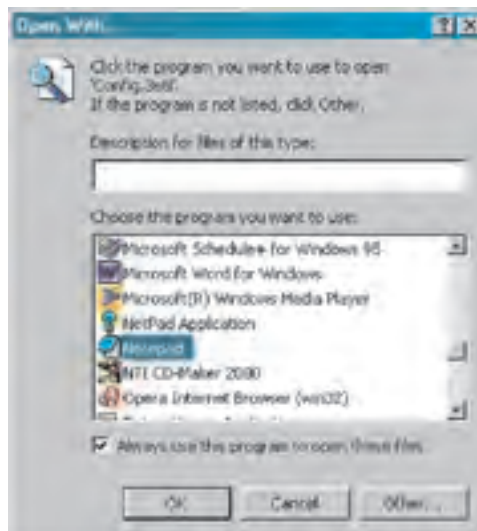 Open With...
Click the program you want to use to open
'Config.
If the program is not listed, click Other.
Description for files of this type:
Choose the program you want to use:
Microsoft Schedule+ for Windows 95
Microsoft Word for Windows
Microsoft(R) Windows Media Player
NetPad Application
Notepad
NTI CD-Maker 2000
Opera Internet Browser (win32)
Always use this program to open these files
OK
Cancel
Other...